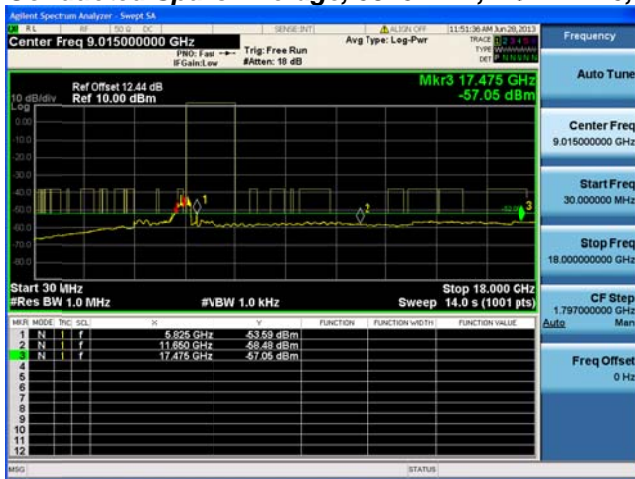 Agilent Spectrum Analyzer - Swept SA
RL RF 50 Ω DC SENSE:INT ALIGN OFF 11:51:36 AM Jun 28, 2013
Center Freq 9.015000000 GHz Avg Type: Log-Pwr TRACE 1 2 3 4 5 6
PNO: Fast Trig: Free Run TYPE
IFGain:Low #Atten: 18 dB DET P N N N N N
Mkr3 17.475 GHz
-57.05 dBm
Ref Offset 12.44 dB
10 dB/div Ref 10.00 dBm
Log
0.00
-10.0
-20.0
-30.0
-40.0
-50.0
-60.0
-70.0
-80.0
1
2
3
Start 30 MHz Stop 18.000 GHz
#Res BW 1.0 MHz #VBW 1.0 kHz Sweep 14.0 s (1001 pts)
MKR MODE TRC SCL X Y FUNCTION FUNCTION WIDTH FUNCTION VALUE
1 N 1 f 5.825 GHz -53.59 dBm
2 N 1 f 11.650 GHz -58.48 dBm
3 N 1 f 17.475 GHz -57.05 dBm
4
5
6
7
8
9
10
11
12
MSG STATUS
Frequency
Auto Tune
Center Freq
9.015000000 GHz
Start Freq
30.000000 MHz
Stop Freq
18.000000000 GHz
CF Step
1.797000000 GHz
Auto Man
Freq Offset
0 Hz